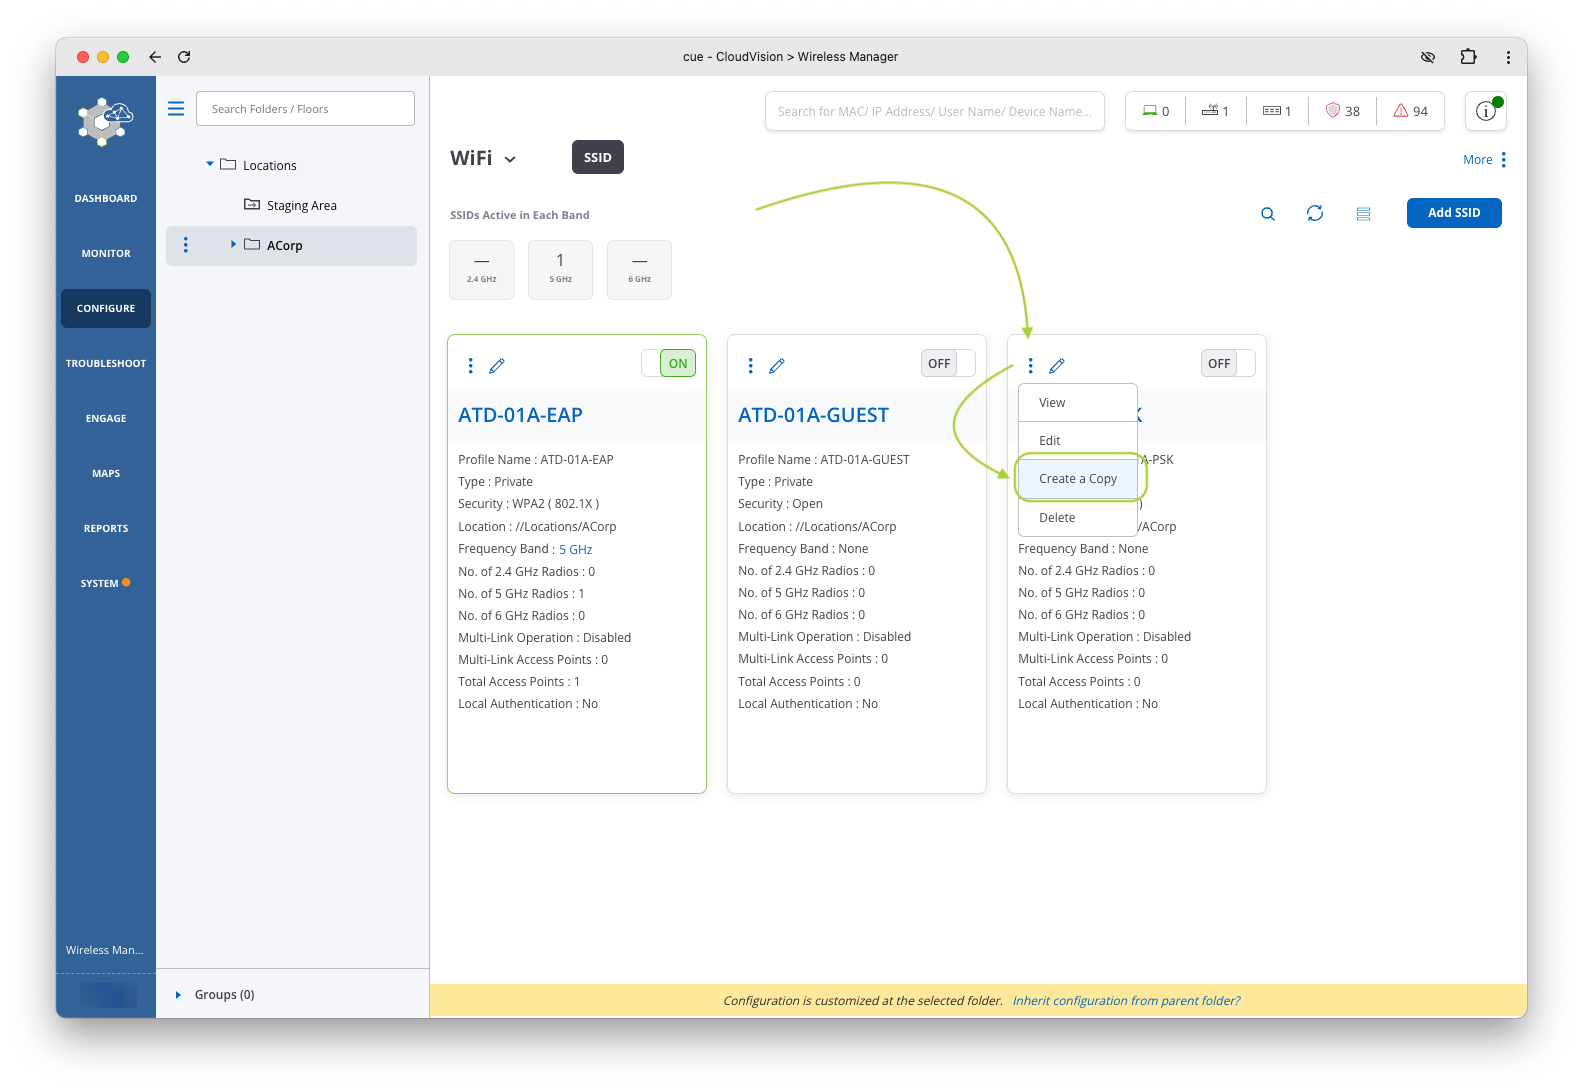 cue - CloudVision > Wireless Manager
Search Folders / Floors
Search for MAC/ IP Address/ User Name/ Device Name...
0
1
1
38
94
DASHBOARD
MONITOR
CONFIGURE
TROUBLESHOOT
ENGAGE
MAPS
REPORTS
SYSTEM
Wireless Man...
Locations
Staging Area
ACorp
Groups (0)
WiFi
SSID
More
SSIDs Active in Each Band
Add SSID
—
2.4 GHz
1
5 GHz
—
6 GHz
ON
ATD-01A-EAP
Profile Name : ATD-01A-EAP
Type : Private
Security : WPA2 ( 802.1X )
Location : //Locations/ACorp
Frequency Band : 5 GHz
No. of 2.4 GHz Radios : 0
No. of 5 GHz Radios : 1
No. of 6 GHz Radios : 0
Multi-Link Operation : Disabled
Multi-Link Access Points : 0
Total Access Points : 1
Local Authentication : No
OFF
ATD-01A-GUEST
Profile Name : ATD-01A-GUEST
Type : Private
Security : Open
Location : //Locations/ACorp
Frequency Band : None
No. of 2.4 GHz Radios : 0
No. of 5 GHz Radios : 0
No. of 6 GHz Radios : 0
Multi-Link Operation : Disabled
Multi-Link Access Points : 0
Total Access Points : 0
Local Authentication : No
OFF
View
Edit
Create a Copy
Delete
K
A-PSK
)
/ACorp
Frequency Band : None
No. of 2.4 GHz Radios : 0
No. of 5 GHz Radios : 0
No. of 6 GHz Radios : 0
Multi-Link Operation : Disabled
Multi-Link Access Points : 0
Total Access Points : 0
Local Authentication : No
Configuration is customized at the selected folder. Inherit configuration from parent folder?